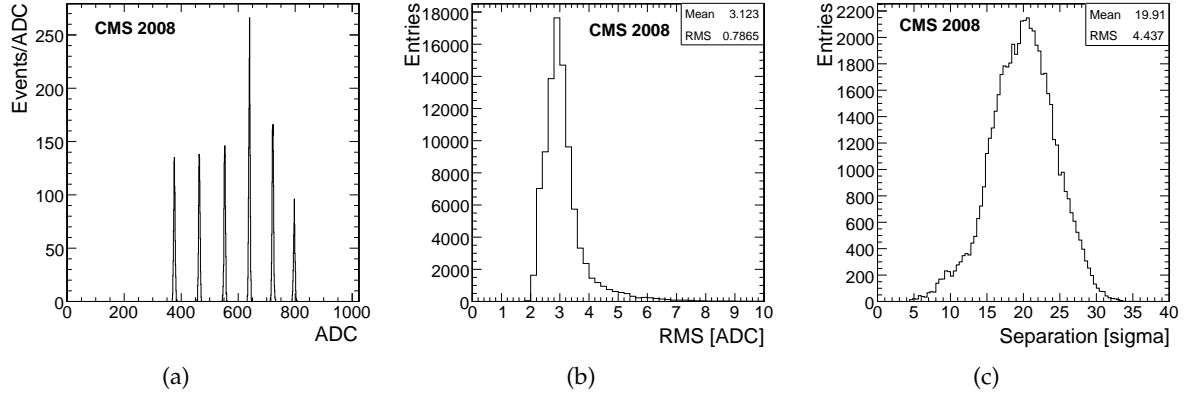 CMS 2008
Events/ADC
250
200
150
100
50
0
0 200 400 600 800 1000
ADC
(a)
CMS 2008
Mean 3.123
RMS 0.7865
Entries
18000
16000
14000
12000
10000
8000
6000
4000
2000
0
0 1 2 3 4 5 6 7 8 9 10
RMS [ADC]
(b)
CMS 2008
Mean 19.91
RMS 4.437
Entries
2200
2000
1800
1600
1400
1200
1000
800
600
400
200
0
0 5 10 15 20 25 30 35 40
Separation [sigma]
(c)